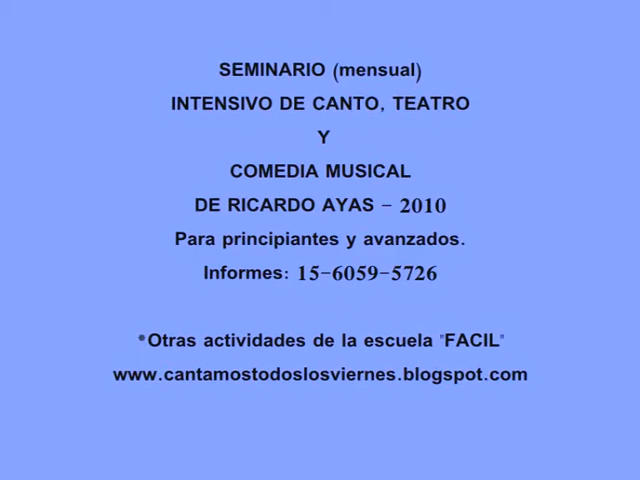 SEMINARIO (mensual)
INTENSIVO DE CANTO, TEATRO
Y
COMEDIA MUSICAL
DE RICARDO AYAS - 2010
Para principiantes y avanzados.
Informes: 15-6059-5726
*Otras actividades de la escuela "FACIL"
www.cantamostodoslosviernes.blogspot.com